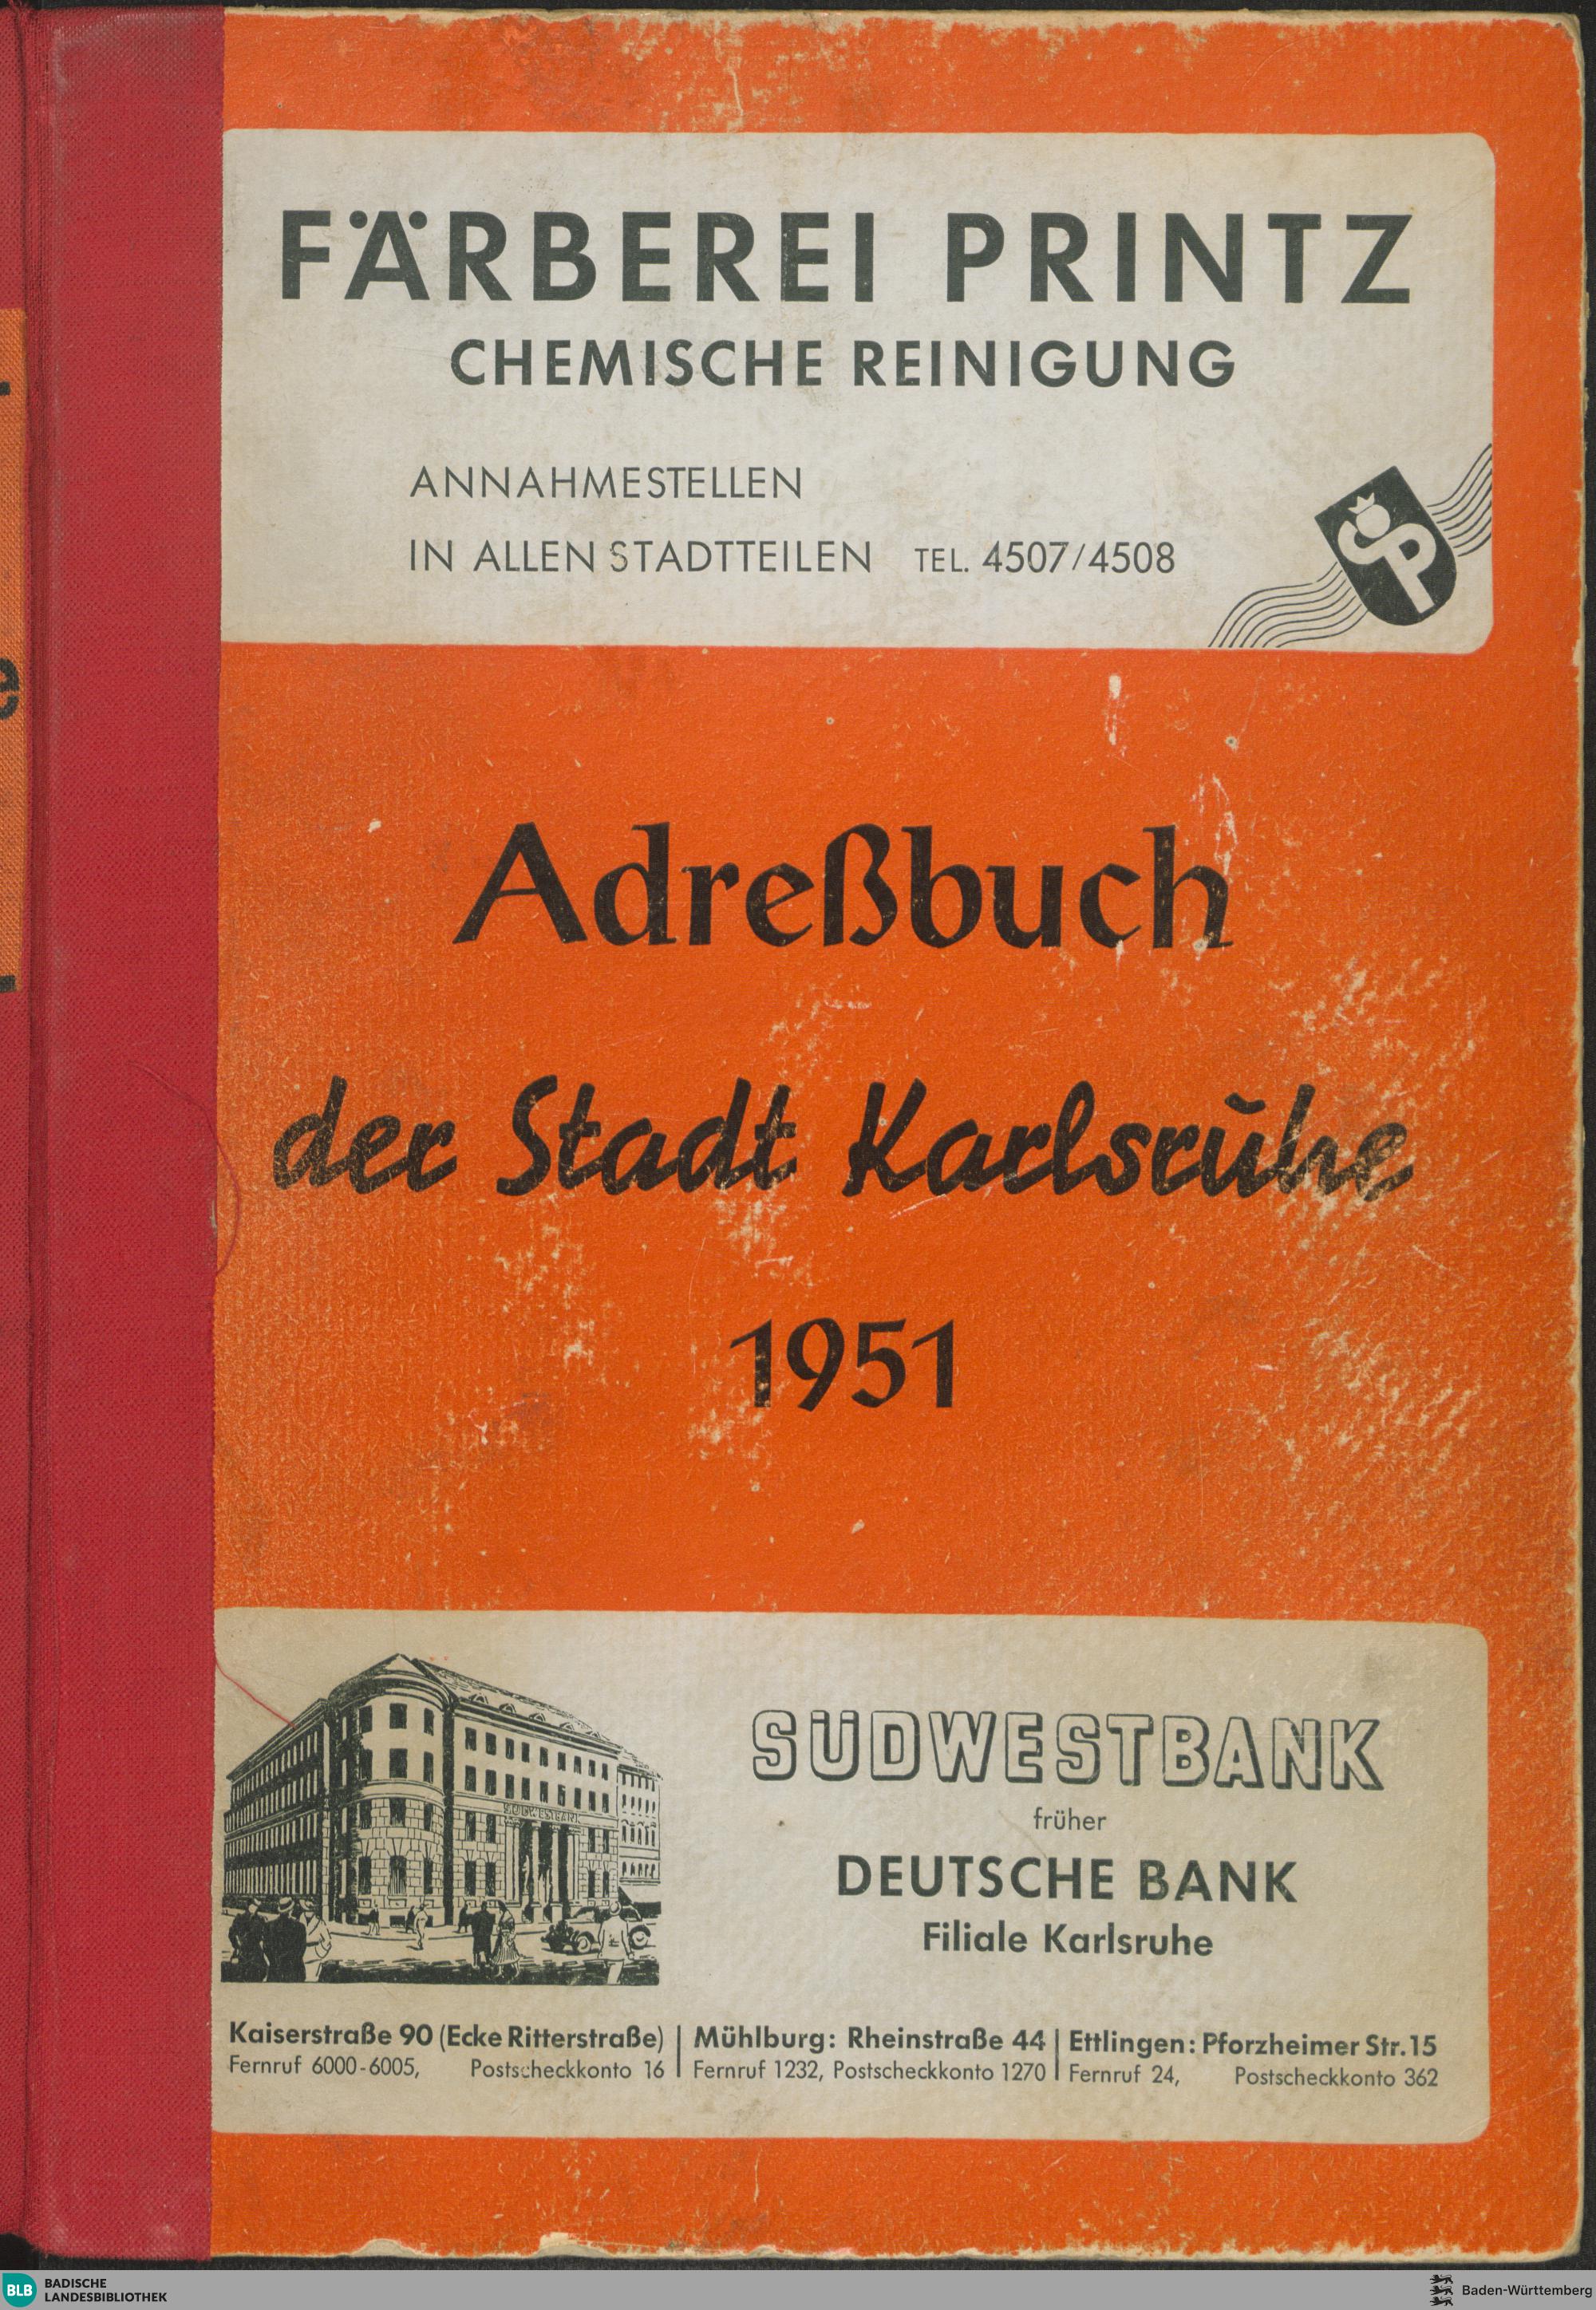 FÄRBEREI PRINTZ
CHEMISCHE REINIGUNG
ANNAHMESTELLEN
IN ALLEN STADTTEILEN TEL. 4507/4508
P
Adreßbuch
der Stadt Karlsruhe
1951
SÜDWESTBANK
SÜDWESTBANK
früher
DEUTSCHE BANK
Filiale Karlsruhe
Kaiserstraße 90 (Ecke Ritterstraße) | Mühlburg: Rheinstraße 44 | Ettlingen: Pforzheimer Str. 15
Fernruf 6000-6005, Postscheckkonto 16 | Fernruf 1232, Postscheckkonto 1270 | Fernruf 24, Postscheckkonto 362
BLB BADISCHE
LANDESBIBLIOTHEK
Baden-Württemberg